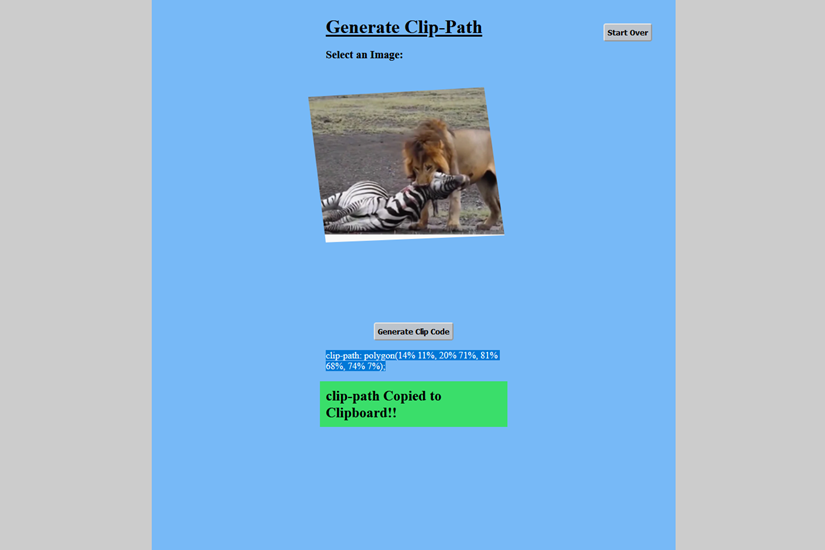 Generate Clip-Path
Start Over
Select an Image:
Generate Clip Code
clip-path: polygon(14% 11%, 20% 71%, 81%
68%, 74% 7%);
clip-path Copied to
Clipboard!!